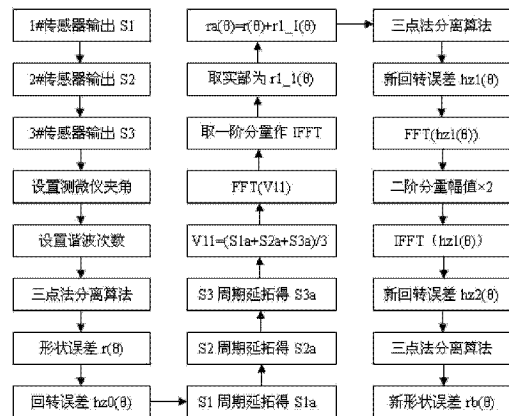 1#传感器输出 S1
2#传感器输出 S2
3#传感器输出 S3
设置测微仪夹角
设置谐波次数
三点法分离算法
形状误差 r(θ)
回转误差 hz0(θ)
S1 周期延拓得 S1a
S2 周期延拓得 S2a
S3 周期延拓得 S3a
V11=(S1a+S2a+S3a)/3
FFT(V11)
取一阶分量作 IFFT
取实部为 r1_1(θ)
ra(θ)=r(θ)+r1_1(θ)
三点法分离算法
新回转误差 hz1(θ)
FFT(hz1(θ))
二阶分量幅值×2
IFFT (hz1(θ))
新回转误差 hz2(θ)
三点法分离算法
新形状误差 rb(θ)